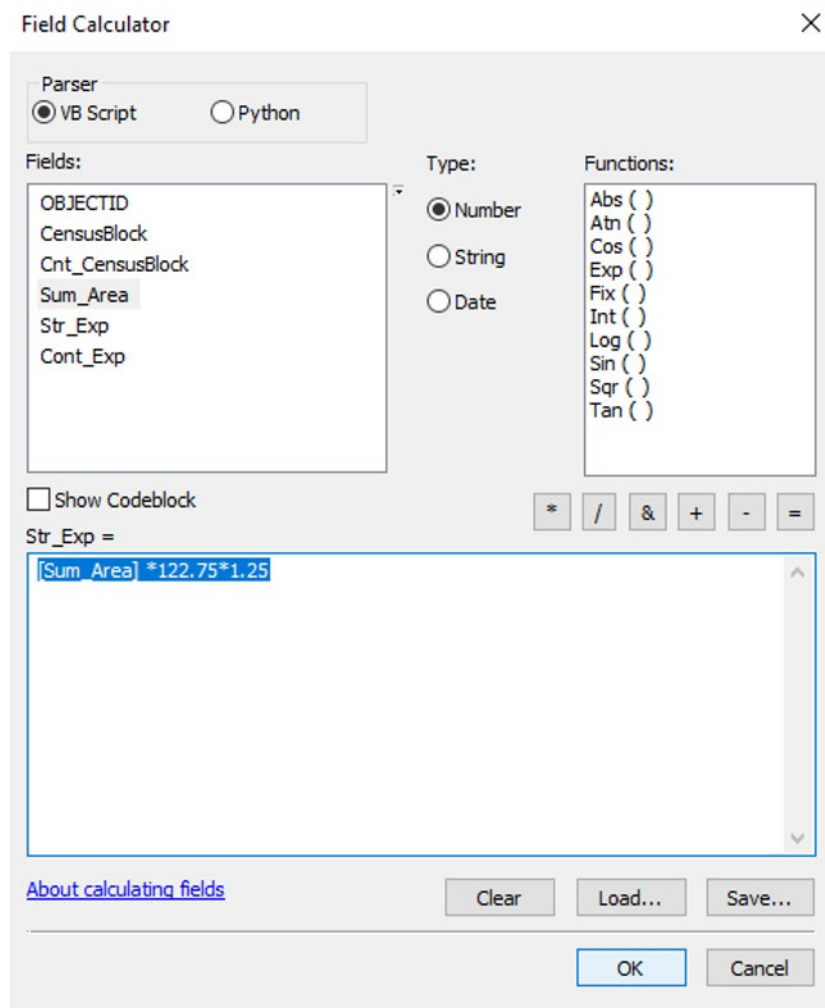 Field Calculator
Parser
VB Script Python
Fields:
OBJECTID
CensusBlock
Cnt_CensusBlock
Sum_Area
Str_Exp
Cont_Exp
Type:
Number
String
Date
Functions:
Abs ( )
Atn ( )
Cos ( )
Exp ( )
Fix ( )
Int ( )
Log ( )
Sin ( )
Sqr ( )
Tan ( )
Show Codeblock
* / & + - =
Str_Exp =
[Sum_Area] *122.75*1.25
About calculating fields
Clear Load... Save...
OK Cancel